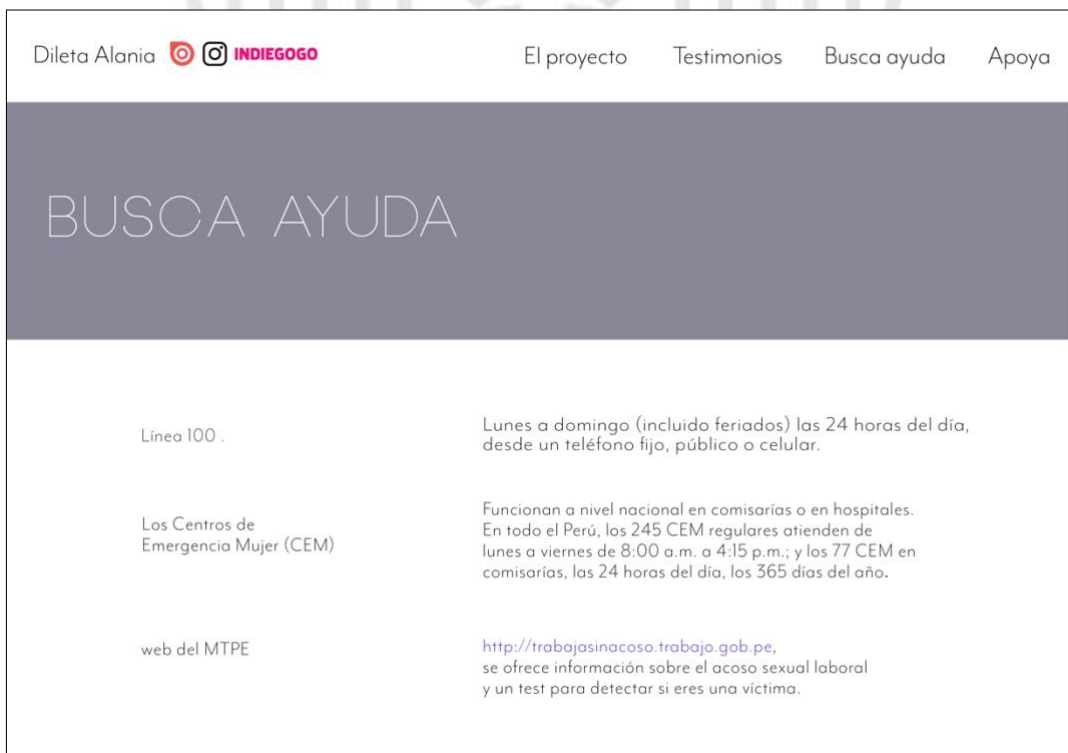 Dileta Alania INDIEGOGO El proyecto Testimonios Busca ayuda Apoya
BUSCA AYUDA
Línea 100 .
Lunes a domingo (incluido feriados) las 24 horas del día,
desde un teléfono fijo, público o celular.
Los Centros de
Emergencia Mujer (CEM)
Funcionan a nivel nacional en comisarías o en hospitales.
En todo el Perú, los 245 CEM regulares atienden de
lunes a viernes de 8:00 a.m. a 4:15 p.m.; y los 77 CEM en
comisarías, las 24 horas del día, los 365 días del año.
web del MTPE
http://trabajasinacoso.trabajo.gob.pe,
se ofrece información sobre el acoso sexual laboral
y un test para detectar si eres una víctima.